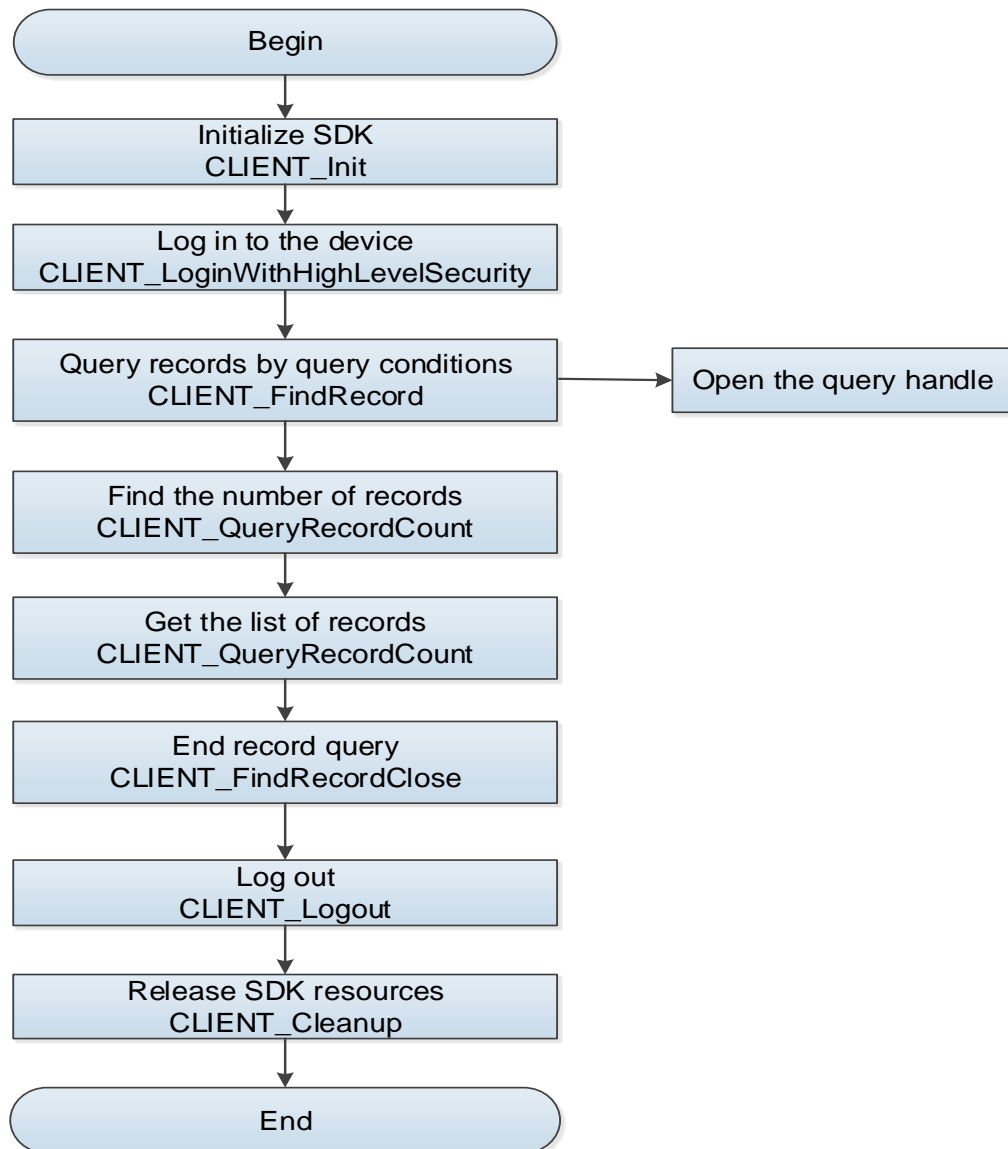 Begin
Initialize SDK
CLIENT_Init
Log in to the device
CLIENT_LoginWithHighLevelSecurity
Query records by query conditions
CLIENT_FindRecord
Open the query handle
Find the number of records
CLIENT_QueryRecordCount
Get the list of records
CLIENT_QueryRecordCount
End record query
CLIENT_FindRecordClose
Log out
CLIENT_Logout
Release SDK resources
CLIENT_Cleanup
End